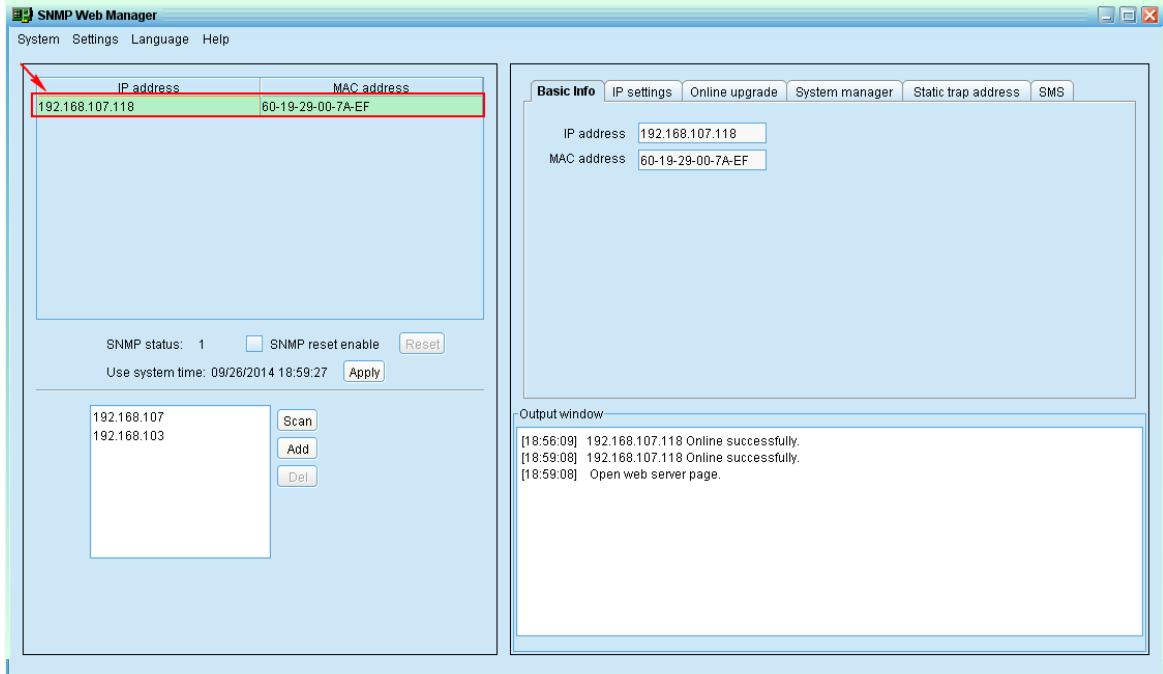 SNMP Web Manager
System Settings Language Help
IP address MAC address
192.168.107.118 60-19-29-00-7A-EF
SNMP status: 1 SNMP reset enable Reset
Use system time: 09/26/2014 18:59:27 Apply
192.168.107
192.168.103
Scan
Add
Del
Basic Info IP settings Online upgrade System manager Static trap address SMS
IP address 192.168.107.118
MAC address 60-19-29-00-7A-EF
Output window
[18:56:09] 192.168.107.118 Online successfully.
[18:59:08] 192.168.107.118 Online successfully.
[18:59:08] Open web server page.